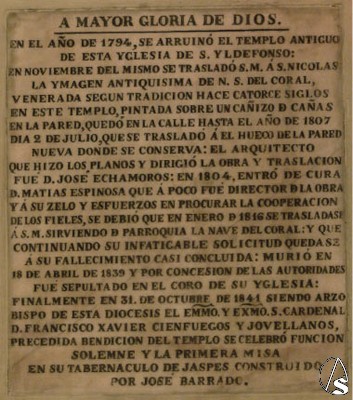 A MAYOR GLORIA DE DIOS.
EN EL AÑO DE 1794, SE ARRUINÓ EL TEMPLO ANTIGUO
DE ESTA YGLESIA DE S. YLDEFONSO:
EN NOVIEMBRE DEL MISMO SE TRASLADÓ S.M. Á S. NICOLAS
LA YMAGEN ANTIQUISIMA DE N. S. DEL CORAL,
VENERADA SEGUN TRADICION HACE CATORCE SIGLOS
EN ESTE TEMPLO, PINTADA SOBRE UN CAÑIZO D CAÑAS
EN LA PARED, QUEDÓ EN LA CALLE HASTA EL AÑO DE 1807
DIA 2 DE JULIO, QUE SE TRASLADÓ AL HUECO DE LA PARED
NUEVA DONDE SE CONSERVA: EL ARQUITECTO
QUE HIZO LOS PLANOS Y DIRIGIÓ LA OBRA Y TRASLACION
FUE D. JOSÉ ECHAMOROS: EN 1804, ENTRÓ DE CURA
D. MATIAS ESPINOSA QUE Á POCO FUE DIRECTOR D LA OBRA
Y Á SU ZELO Y ESFUERZOS EN PROCURAR LA COOPERACION
DE LOS FIELES, SE DEBIÓ QUE EN ENERO D 1816 SE TRASLADASE
Á S.M. SIRVIENDO D PARROQUIA LA NAVE DEL CORAL: Y QUE
CONTINUANDO SU INFATIGABLE SOLICITUD QUEDASE
A SU FALLECIMIENTO CASI CONCLUIDA: MURIÓ EN
18 DE ABRIL DE 1839 Y POR CONCESION DE LAS AUTORIDADES
FUE SEPULTADO EN EL CORO DE SU YGLESIA:
FINALMENTE EN 31. DE OCTUBRE DE 1841 SIENDO ARZO
BISPO DE ESTA DIOCESIS EL EMMO. Y EXMO. S. CARDENAL
D. FRANCISCO XAVIER CIENFUEGOS Y JOVELLANOS,
PRECEDIDA BENDICION DEL TEMPLO SE CELEBRÓ FUNCION
SOLEMNE Y LA PRIMERA MISA
EN SU TABERNACULO DE JASPES CONSTRUIDO
POR JOSÉ BARRADO.